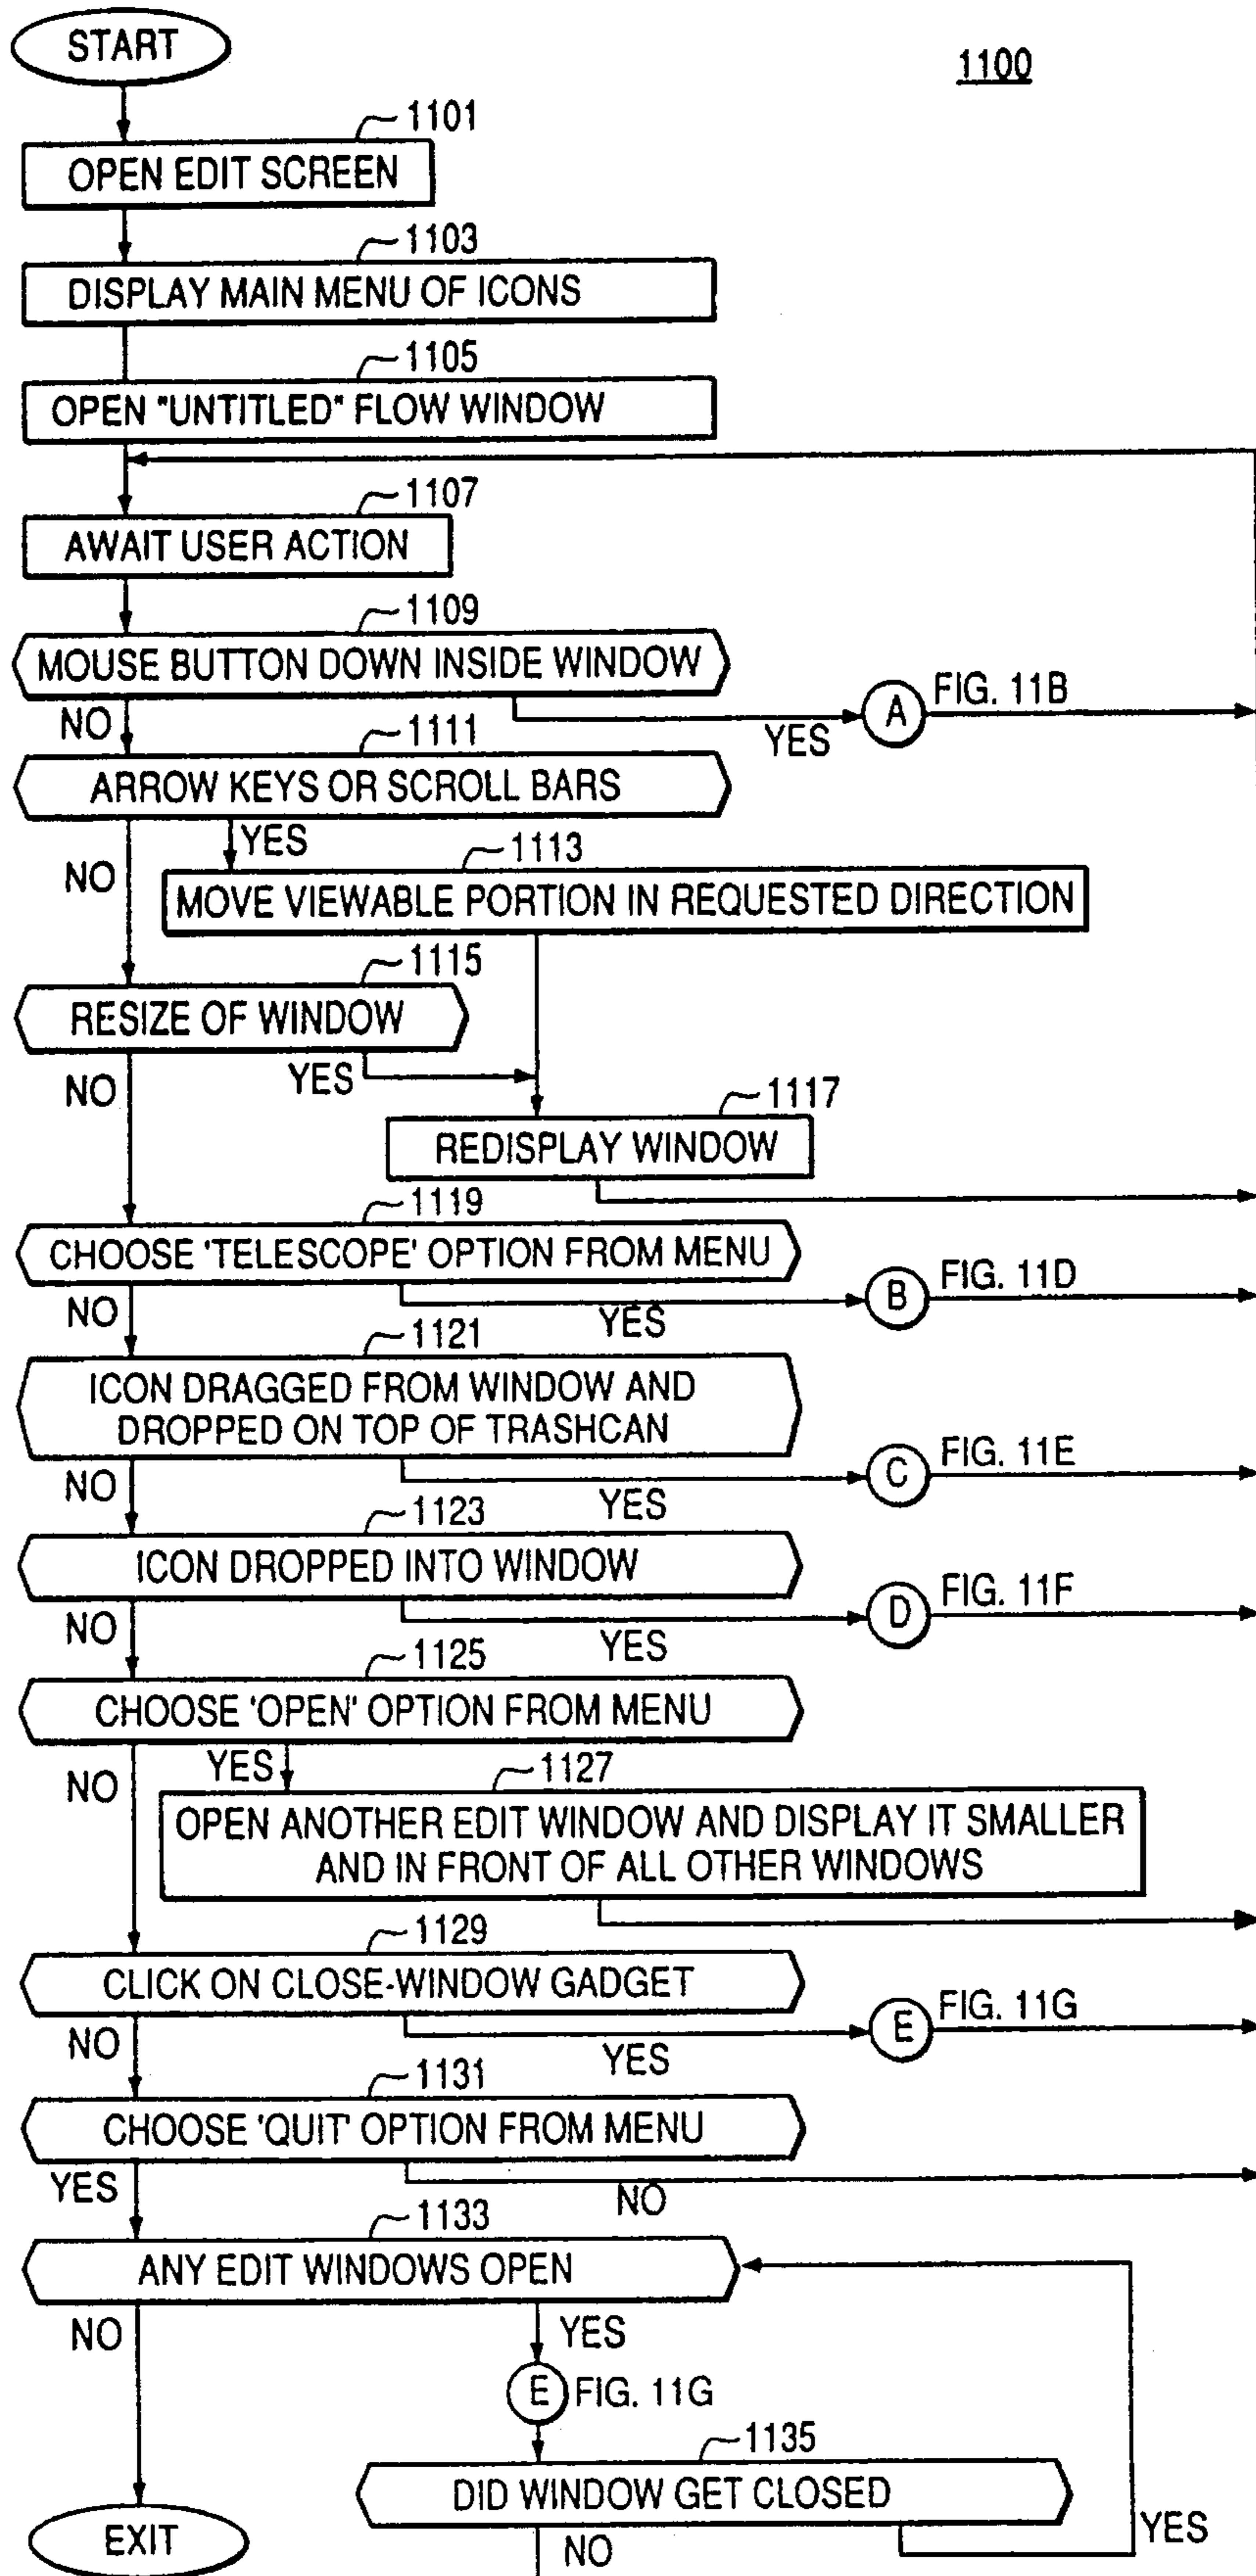 START
1100
1101
OPEN EDIT SCREEN
1103
DISPLAY MAIN MENU OF ICONS
1105
OPEN "UNTITLED" FLOW WINDOW
1107
AWAIT USER ACTION
1109
MOUSE BUTTON DOWN INSIDE WINDOW
NO
YES
A
FIG. 11B
1111
ARROW KEYS OR SCROLL BARS
NO
YES
1113
MOVE VIEWABLE PORTION IN REQUESTED DIRECTION
1115
RESIZE OF WINDOW
NO
YES
1117
REDISPLAY WINDOW
1119
CHOOSE 'TELESCOPE' OPTION FROM MENU
NO
YES
B
FIG. 11D
1121
ICON DRAGGED FROM WINDOW AND
DROPPED ON TOP OF TRASHCAN
NO
YES
C
FIG. 11E
1123
ICON DROPPED INTO WINDOW
NO
YES
D
FIG. 11F
1125
CHOOSE 'OPEN' OPTION FROM MENU
NO
YES
1127
OPEN ANOTHER EDIT WINDOW AND DISPLAY IT SMALLER
AND IN FRONT OF ALL OTHER WINDOWS
1129
CLICK ON CLOSE-WINDOW GADGET
NO
YES
E
FIG. 11G
1131
CHOOSE 'QUIT' OPTION FROM MENU
YES
NO
1133
ANY EDIT WINDOWS OPEN
NO
YES
E
FIG. 11G
1135
DID WINDOW GET CLOSED
YES
NO
EXIT